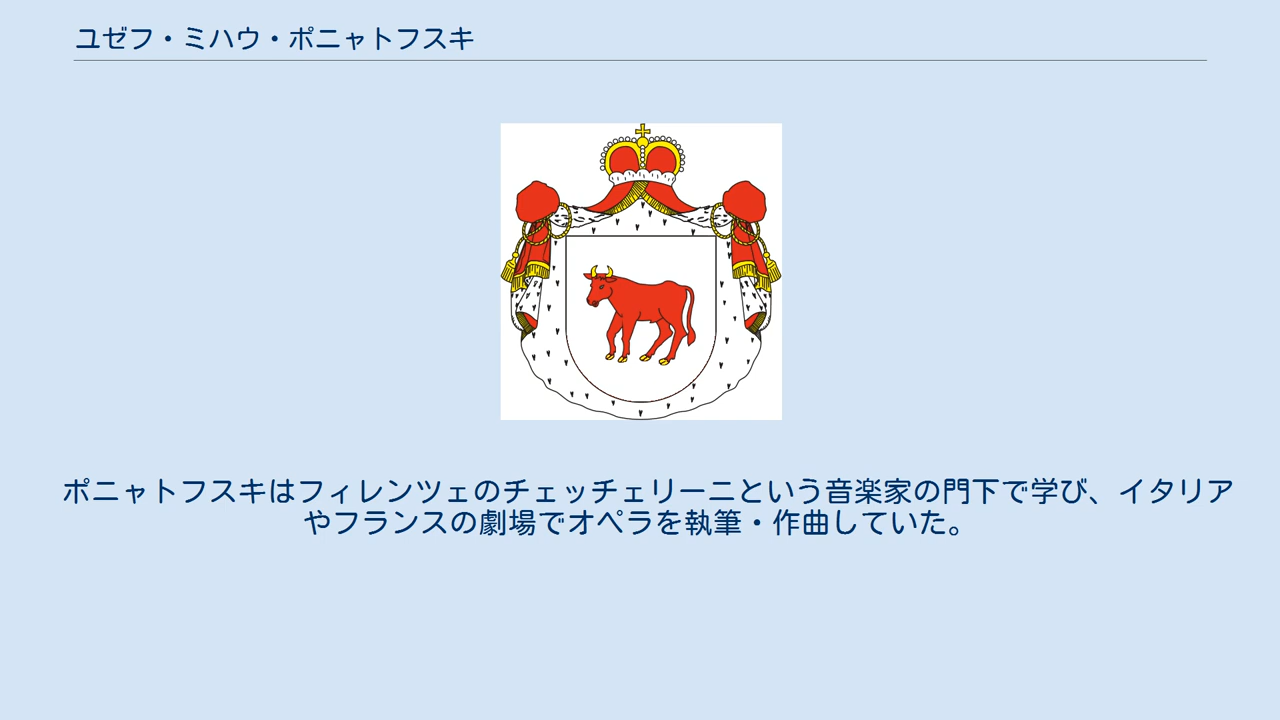 ユゼフ・ミハウ・ポニャトフスキ
ポニャトフスキはフィレンツェのチェッチェリーニという音楽家の門下で学び、イタリア
やフランスの劇場でオペラを執筆・作曲していた。